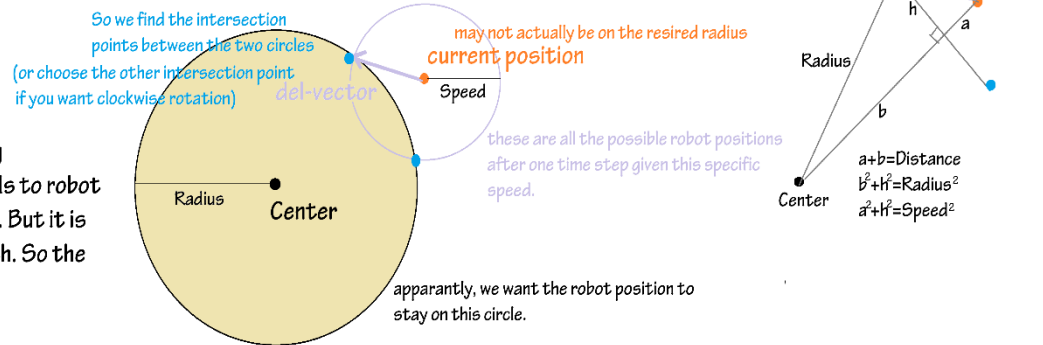 So we find the intersection
points between the two circles
(or choose the other intersection point
if you want clockwise rotation)
may not actually be on the resired radius
current position
del-vector
Speed
these are all the possible robot positions
after one time step given this specific
speed.
Radius
Center
apparantly, we want the robot position to
stay on this circle.
to robot
. But it is
So the
h
a
Radius
b
Center
a+b=Distance
b²+h²=Radius²
a²+h²=Speed²